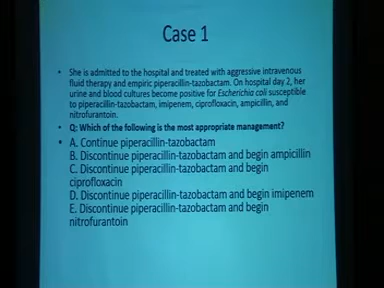 Case 1
• She is admitted to the hospital and treated with aggressive intravenous
fluid therapy and empiric piperacillin-tazobactam. On hospital day 2, her
urine and blood cultures become positive for Escherichia coli susceptible
to piperacillin-tazobactam, imipenem, ciprofloxacin, ampicillin, and
nitrofurantoin.
• Q: Which of the following is the most appropriate management?
• A. Continue piperacillin-tazobactam
B. Discontinue piperacillin-tazobactam and begin ampicillin
C. Discontinue piperacillin-tazobactam and begin
ciprofloxacin
D. Discontinue piperacillin-tazobactam and begin imipenem
E. Discontinue piperacillin-tazobactam and begin
nitrofurantoin